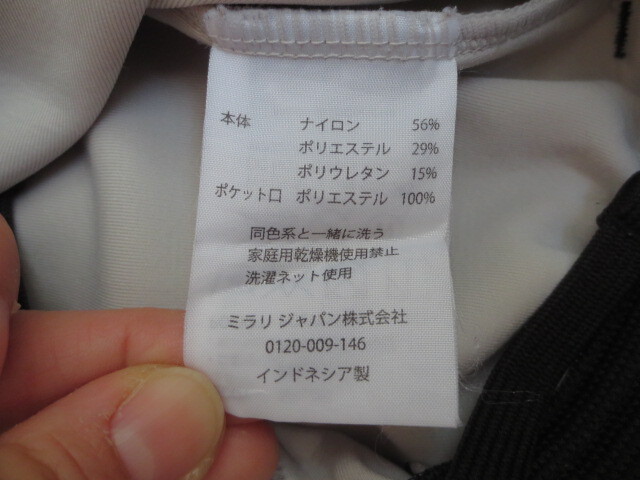 本体 ナイロン 56%
ポリエステル 29%
ポリウレタン 15%
ポケット口 ポリエステル 100%
同色系と一緒に洗う
家庭用乾燥機使用禁止
洗濯ネット使用
ミラリ ジャパン株式会社
0120-009-146
インドネシア製